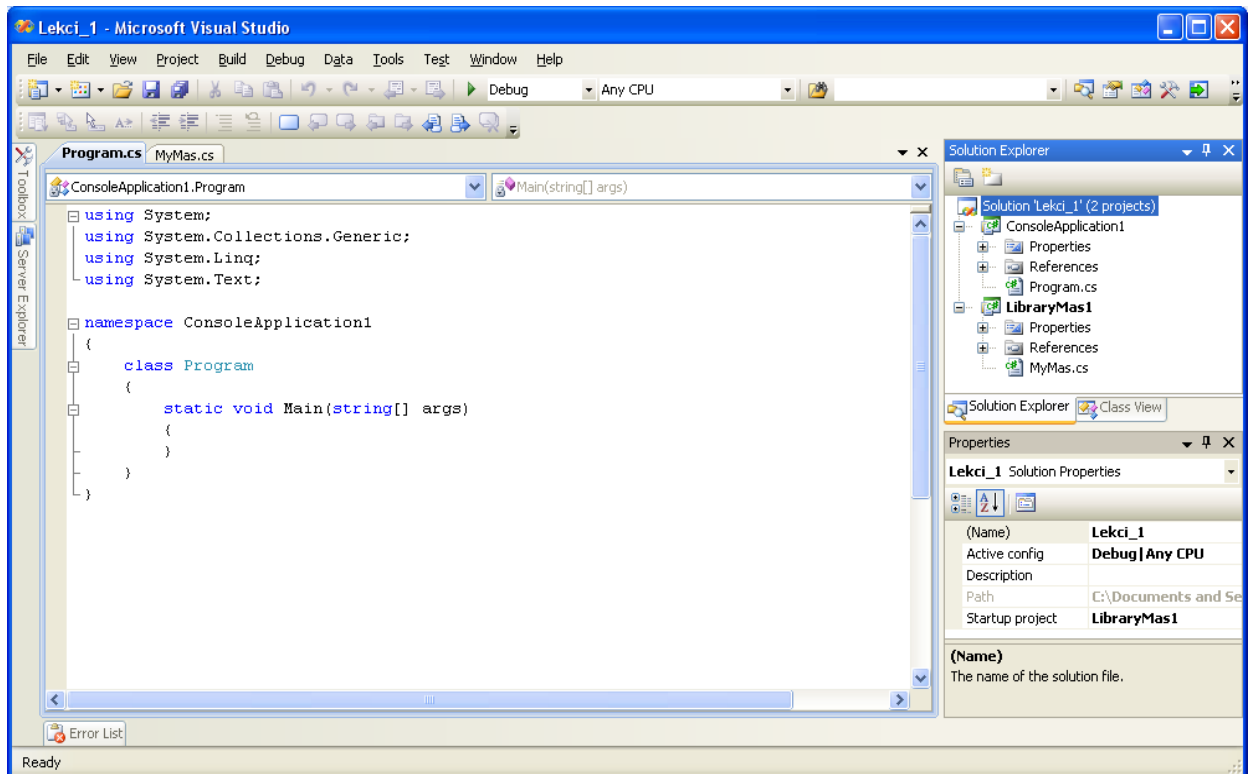 Lekci_1 - Microsoft Visual Studio
File Edit View Project Build Debug Data Tools Test Window Help
Debug Any CPU
Toolbox
Server Explorer
Program.cs MyMas.cs
ConsoleApplication1.Program Main(string[] args)
using System;
using System.Collections.Generic;
using System.Linq;
using System.Text;
namespace ConsoleApplication1
{
class Program
{
static void Main(string[] args)
{
}
}
}
Solution Explorer
Solution 'Lekci_1' (2 projects)
ConsoleApplication1
Properties
References
Program.cs
LibraryMas1
Properties
References
MyMas.cs
Solution Explorer Class View
Properties
Lekci_1 Solution Properties
(Name) Lekci_1
Active config Debug|Any CPU
Description
Path C:\Documents and Se
Startup project LibraryMas1
(Name)
The name of the solution file.
Error List
Ready